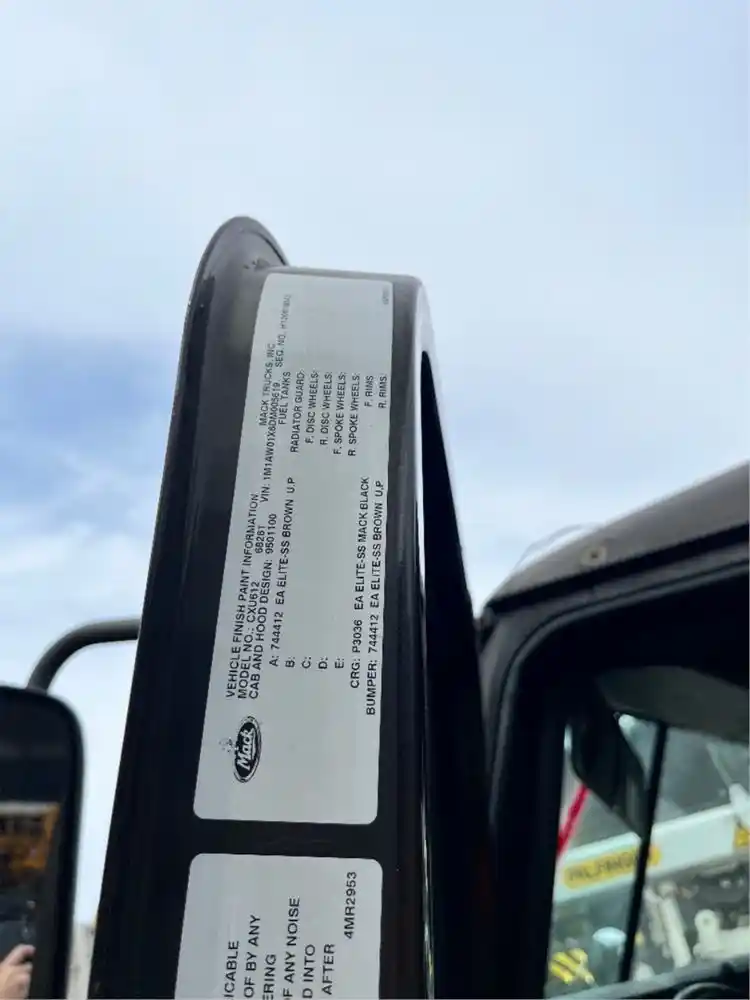 Mack
VEHICLE FINISH PAINT INFORMATION MACK TRUCKS, INC.
MODEL NO.: CXU612 68281 VIN: 1M1AW01X6DM005619 SEQ. NO.
CAB AND HOOD DESIGN: 9501100 FUEL TANKS
A: 744412 EA ELITE-SS BROWN U.P RADIATOR GUARD:
B: F. DISC WHEELS:
C: R. DISC WHEELS:
D: F. SPOKE WHEELS:
E: R. SPOKE WHEELS:
CRG: P3036 EA ELITE-SS MACK BLACK F. RIMS
BUMPER: 744412 EA ELITE-SS BROWN U.P R. RIMS:
ICABLE
OF BY ANY
ERING
F ANY NOISE
D INTO
AFTER
4MR2953
PALFINGER